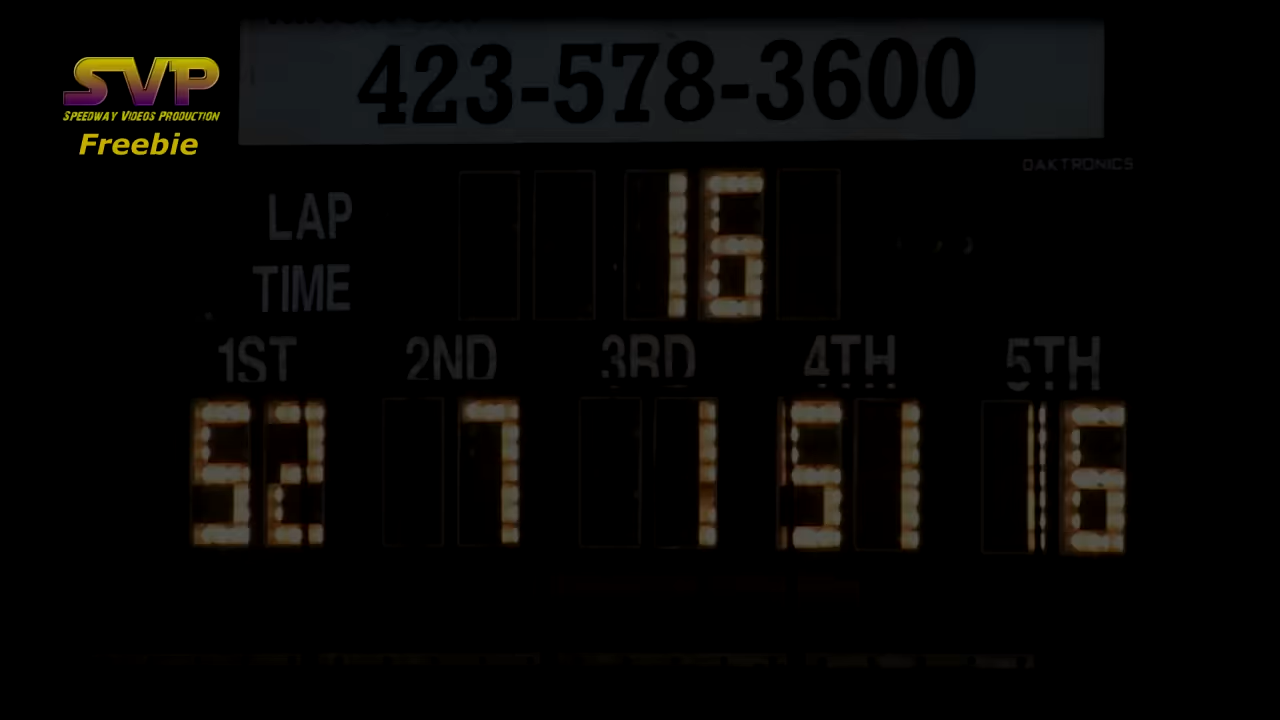 423-578-3600
SVP
SPEEDWAY VIDEOS PRODUCTION
Freebie
DAKTRONICS
LAP
TIME
16
1ST 2ND 3RD 4TH 5TH
52 7 1 51 16